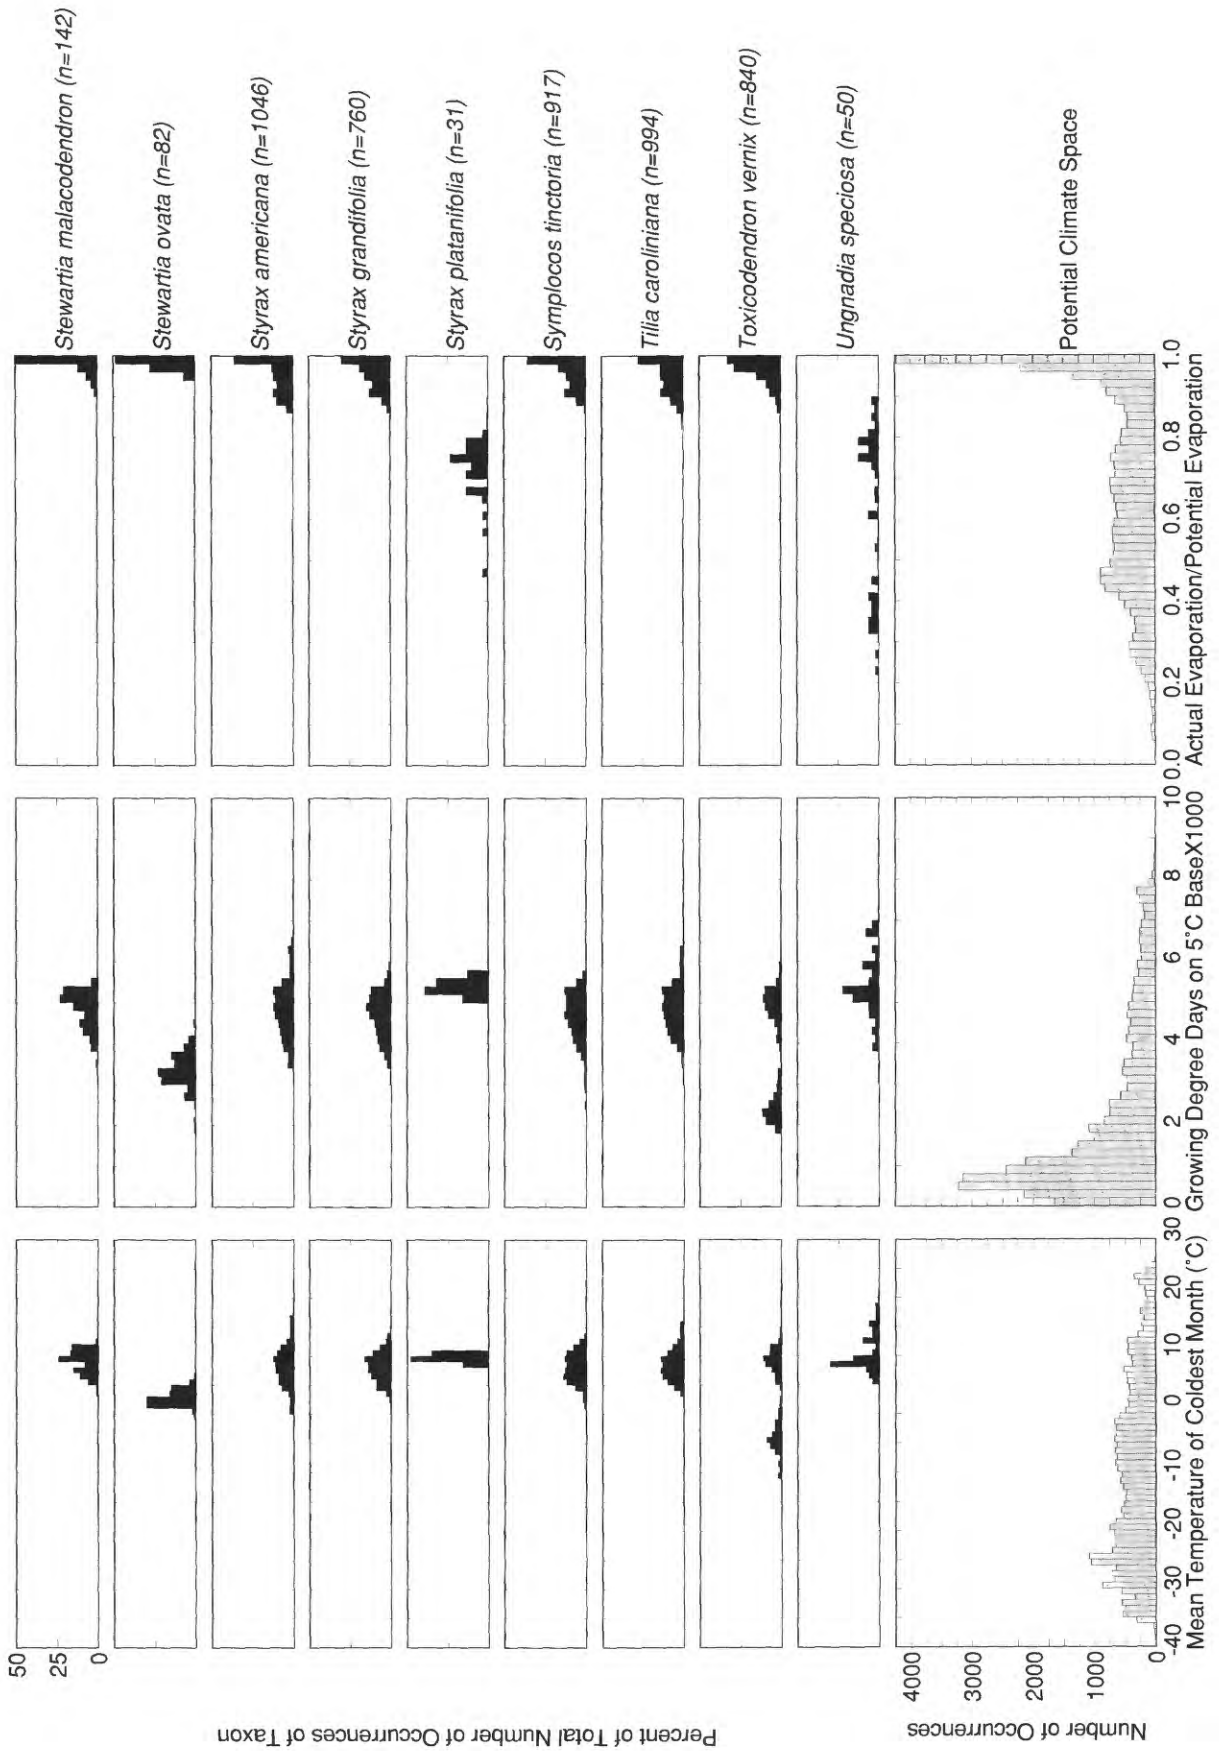 50
25
0
Stewartia malacodendron (n=142)
Stewartia ovata (n=82)
Styrax americana (n=1046)
Styrax grandifolia (n=760)
Styrax platanifolia (n=31)
Symplocos tinctoria (n=917)
Tilia caroliniana (n=994)
Toxicodendron vernix (n=840)
Ungnadia speciosa (n=50)
Potential Climate Space
Percent of Total Number of Occurrences of Taxon
Number of Occurrences
4000
3000
2000
1000
0
-40 -30 -20 -10 0 10 20 30
Mean Temperature of Coldest Month (°C)
0 2 4 6 8 10
Growing Degree Days on 5°C BaseX1000
0.0 0.2 0.4 0.6 0.8 1.0
Actual Evaporation/Potential Evaporation